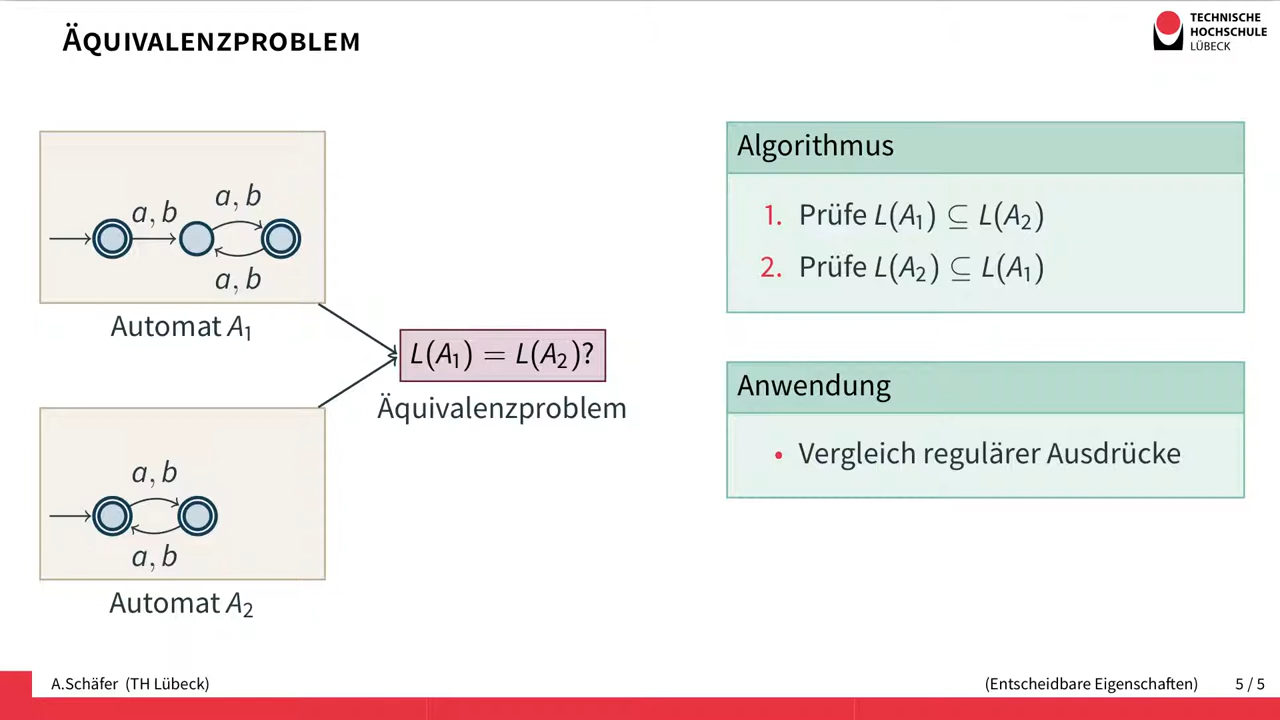 ÄQUIVALENZPROBLEM
TECHNISCHE
HOCHSCHULE
LÜBECK
a, b
a, b
a, b
Automat A₁
L(A₁) = L(A₂)?
Äquivalenzproblem
a, b
a, b
Automat A₂
Algorithmus
1. Prüfe L(A₁) ⊆ L(A₂)
2. Prüfe L(A₂) ⊆ L(A₁)
Anwendung
• Vergleich regulärer Ausdrücke
A.Schäfer (TH Lübeck)
(Entscheidbare Eigenschaften)
5 / 5